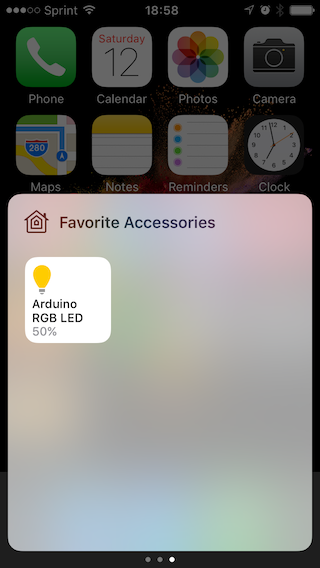 Sprint 18:58
Saturday
12
Phone Calendar Photos Camera
280
Maps Notes Reminders Clock
Favorite Accessories
Arduino
RGB LED
50%